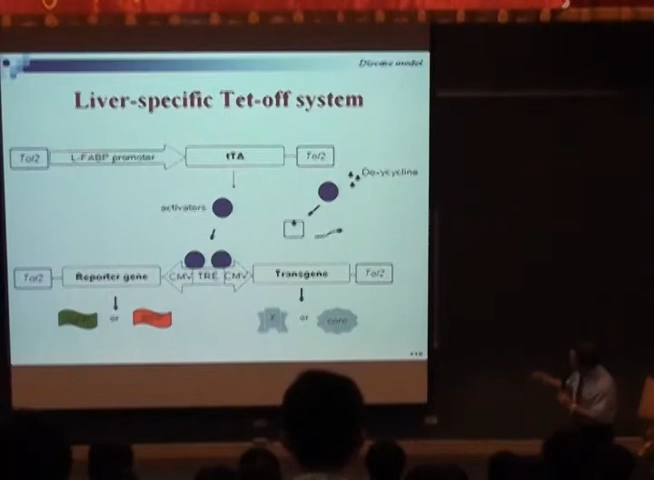 Disease model
Liver-specific Tet-off system
Tol2
L-FABP promoter
tTA
Tol2
Doxycycline
activators
Tol2
Reporter gene
CMV
TRE
CMV
Transgene
Tol2
or
X
or
core